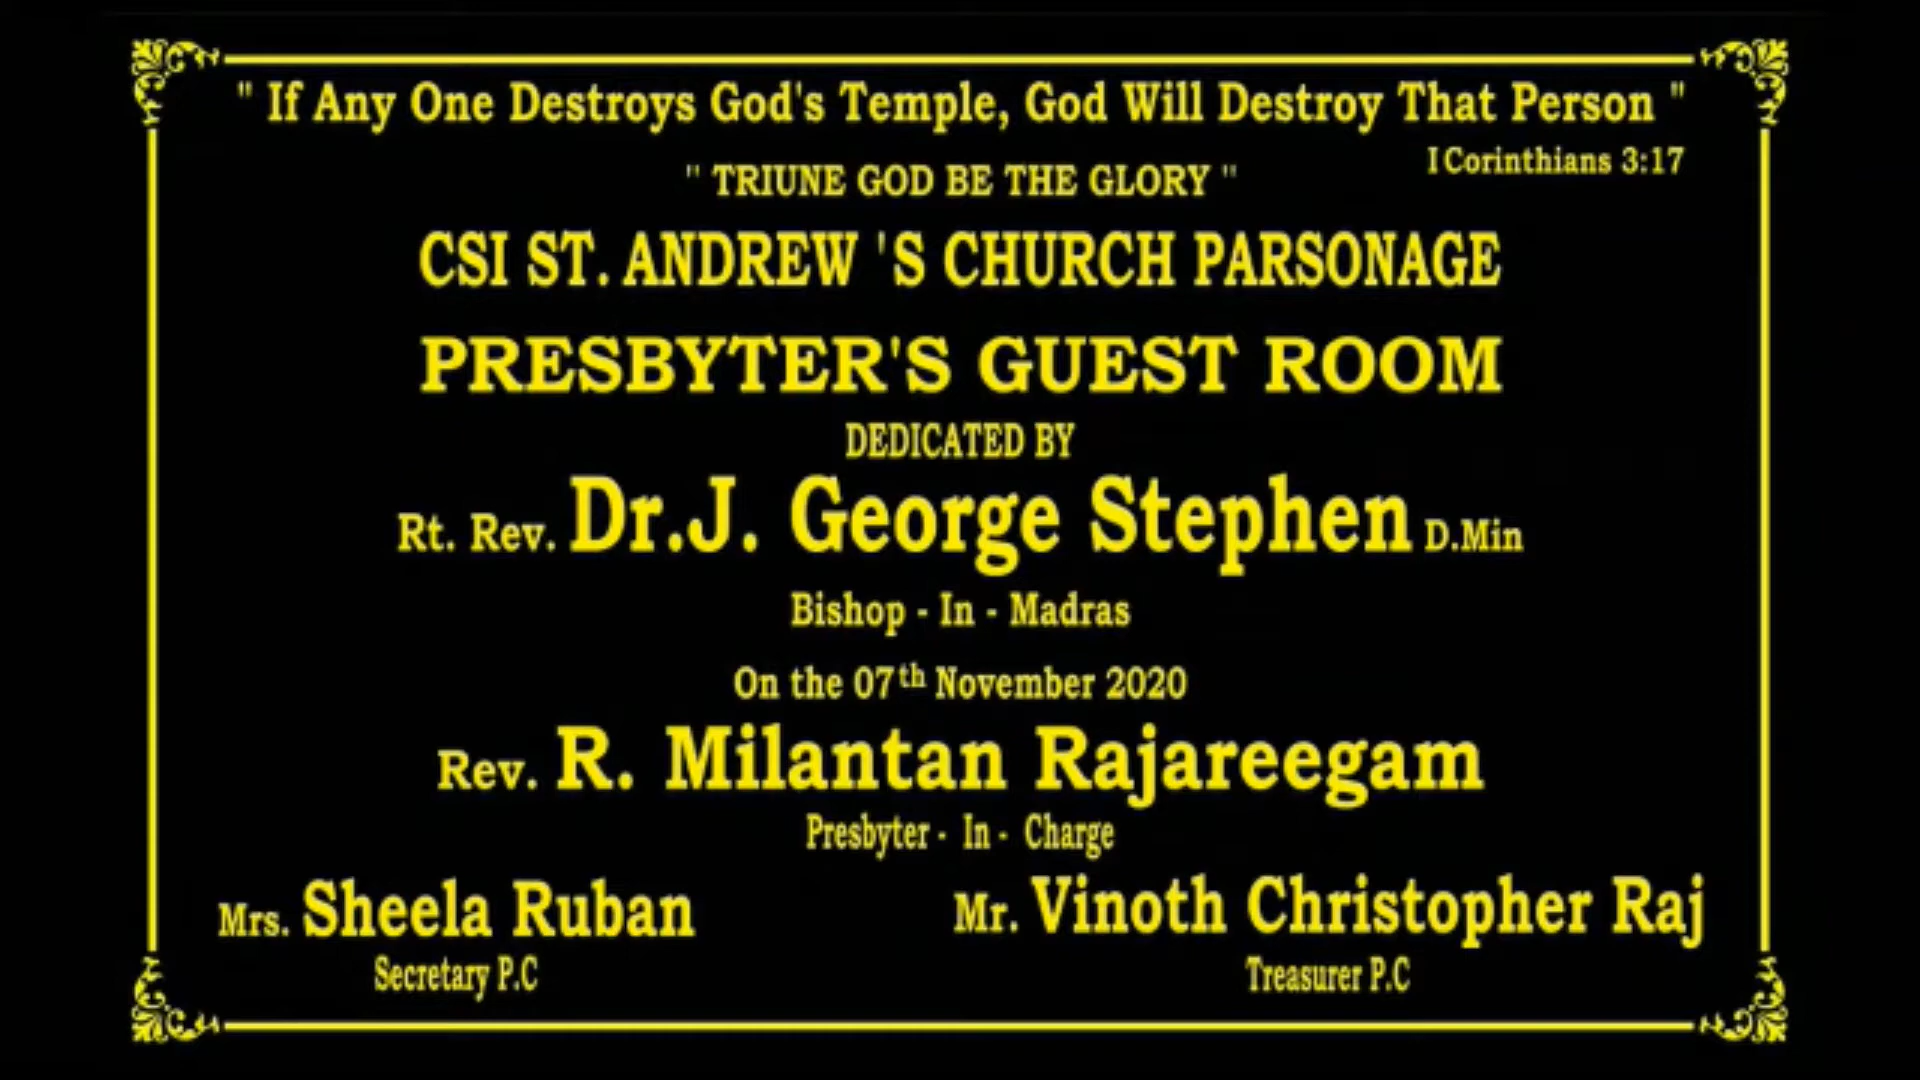 " If Any One Destroys God's Temple, God Will Destroy That Person "
I Corinthians 3:17
" TRIUNE GOD BE THE GLORY "
CSI ST. ANDREW 'S CHURCH PARSONAGE
PRESBYTER'S GUEST ROOM
DEDICATED BY
Rt. Rev. Dr.J. George Stephen D.Min
Bishop - In - Madras
On the 07th November 2020
Rev. R. Milantan Rajareegam
Presbyter - In - Charge
Mrs. Sheela Ruban
Secretary P.C
Mr. Vinoth Christopher Raj
Treasurer P.C